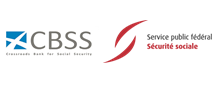 CBSS
Crossroads Bank for Social Security
Service public fédéral
Sécurité sociale